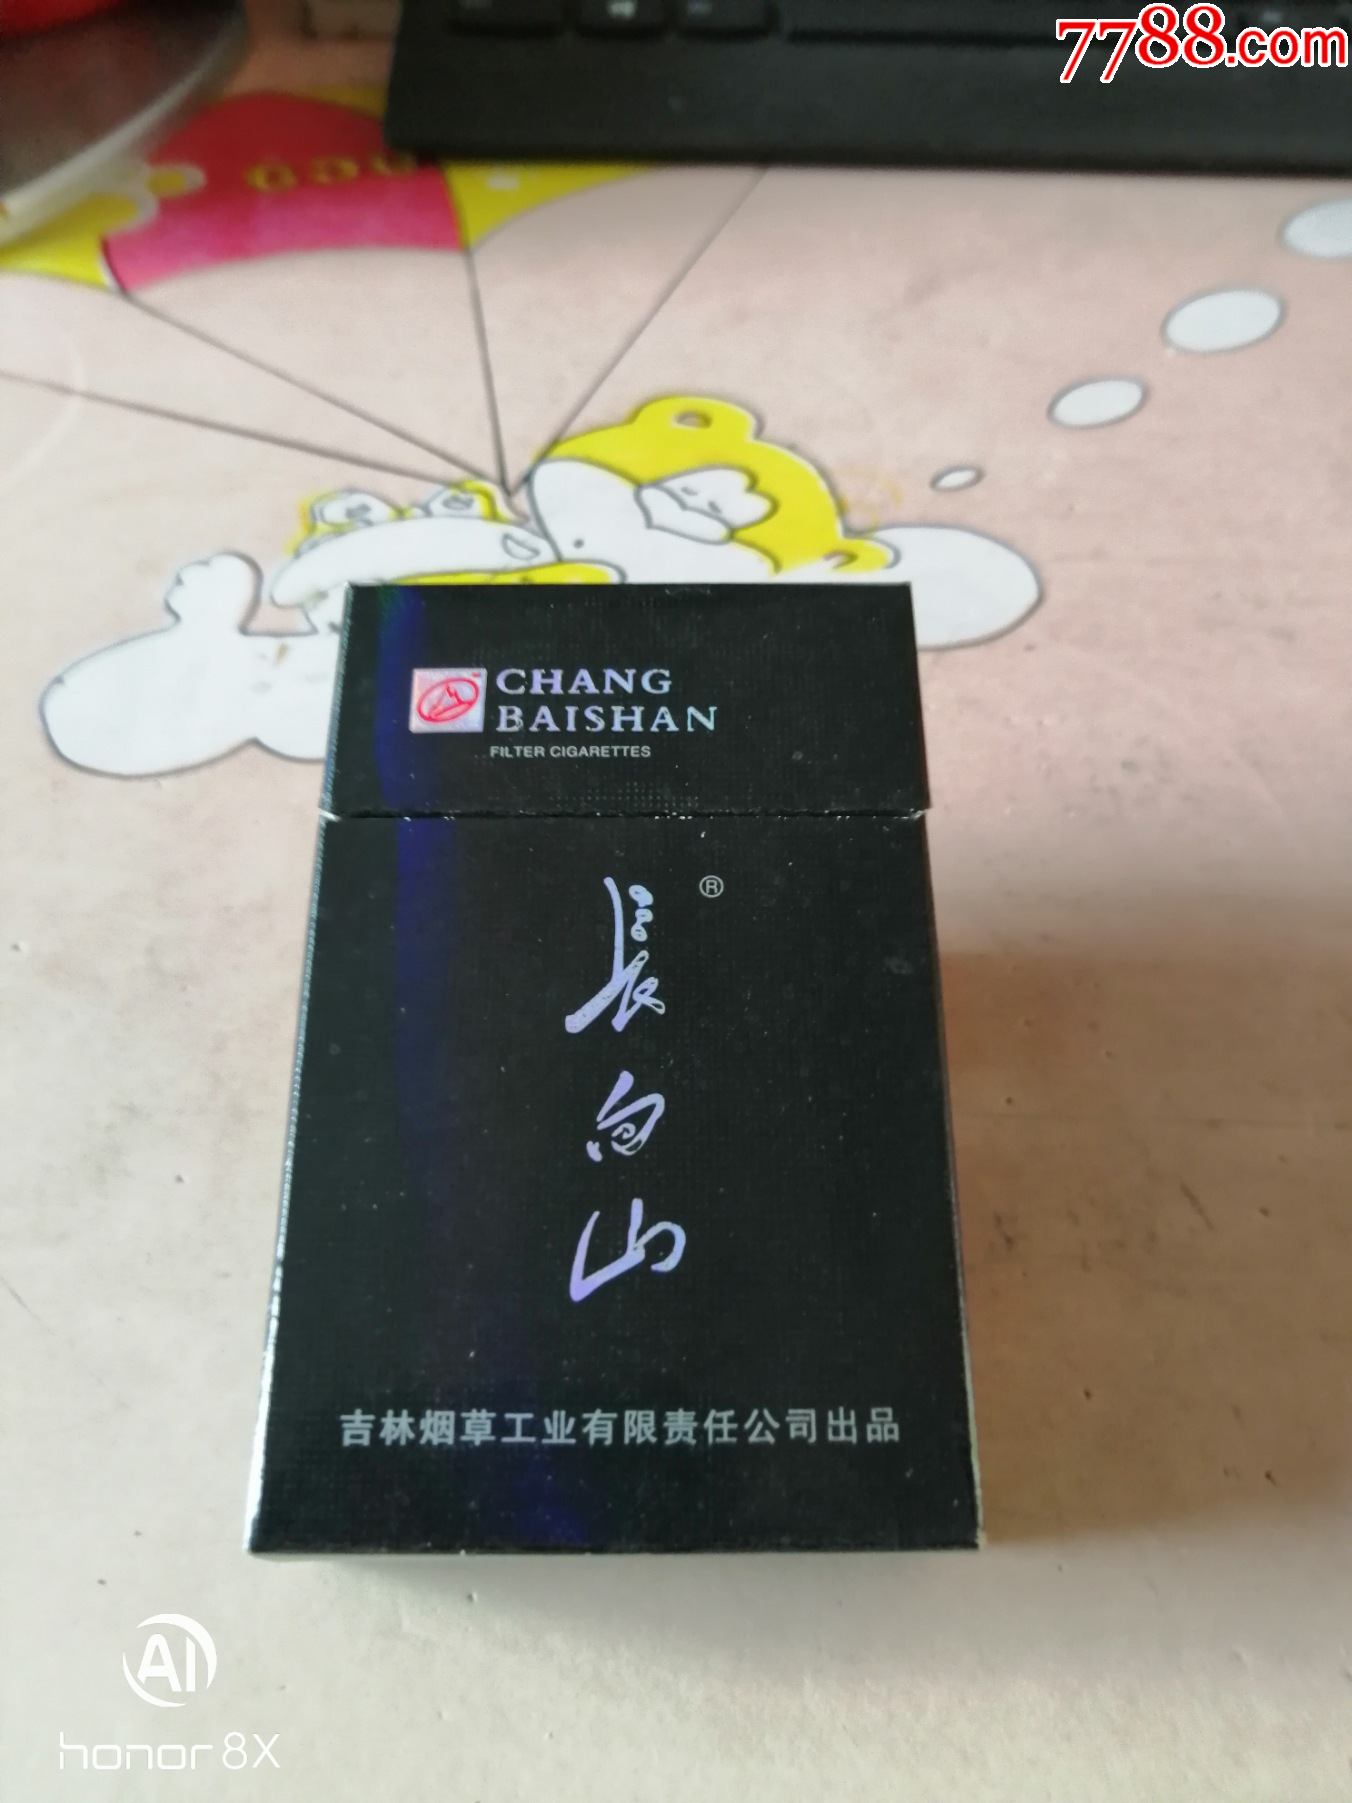 7788.com
CHANG
BAISHAN
FILTER CIGARETTES
®
長
白
山
吉林烟草工业有限责任公司出品
AI
honor 8X